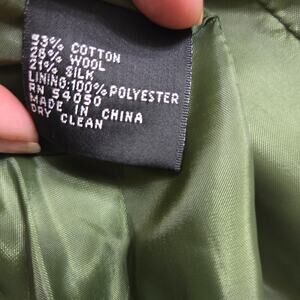 53% COTTON
26% WOOL
21% SILK
LINING:100% POLYESTER
RN 54050
MADE IN CHINA
DRY CLEAN